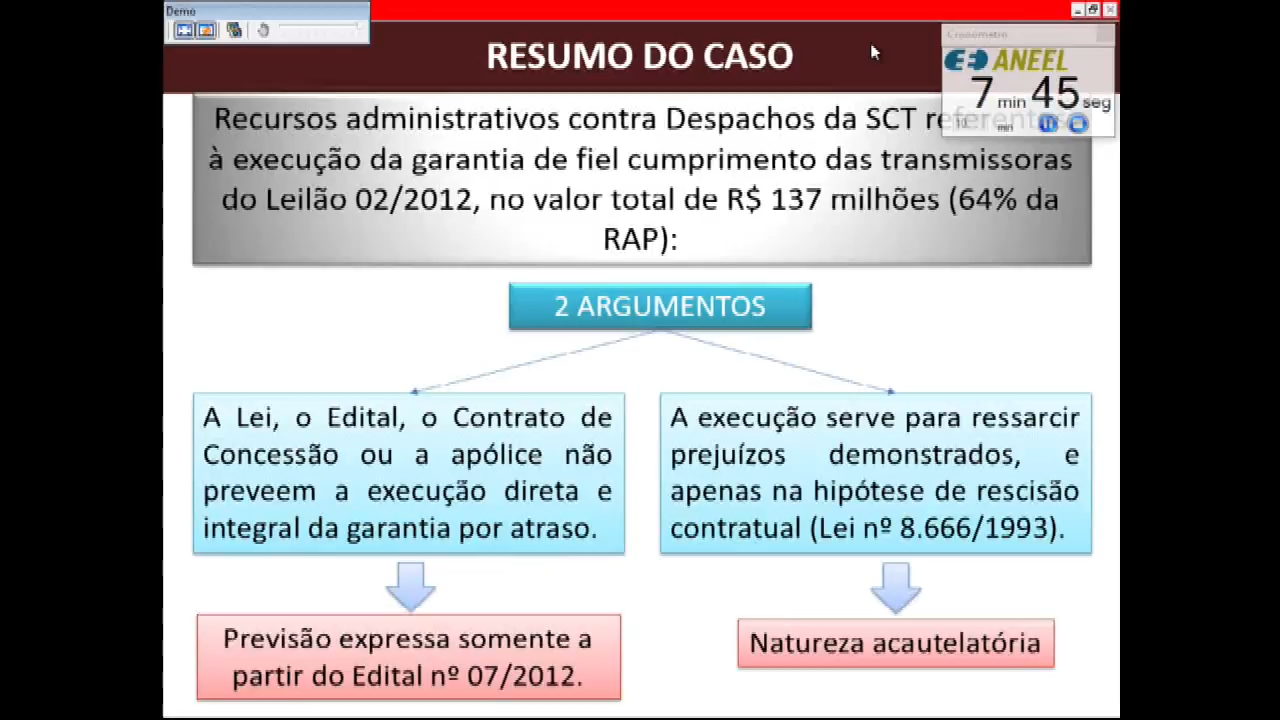 Demo
RESUMO DO CASO
Cronômetro
ANEEL
7 min 45 seg
10 min
Recursos administrativos contra Despachos da SCT referentes
à execução da garantia de fiel cumprimento das transmissoras
do Leilão 02/2012, no valor total de R$ 137 milhões (64% da
RAP):
2 ARGUMENTOS
A Lei, o Edital, o Contrato de
Concessão ou a apólice não
preveem a execução direta e
integral da garantia por atraso.
A execução serve para ressarcir
prejuízos demonstrados, e
apenas na hipótese de rescisão
contratual (Lei nº 8.666/1993).
Previsão expressa somente a
partir do Edital nº 07/2012.
Natureza acautelatória